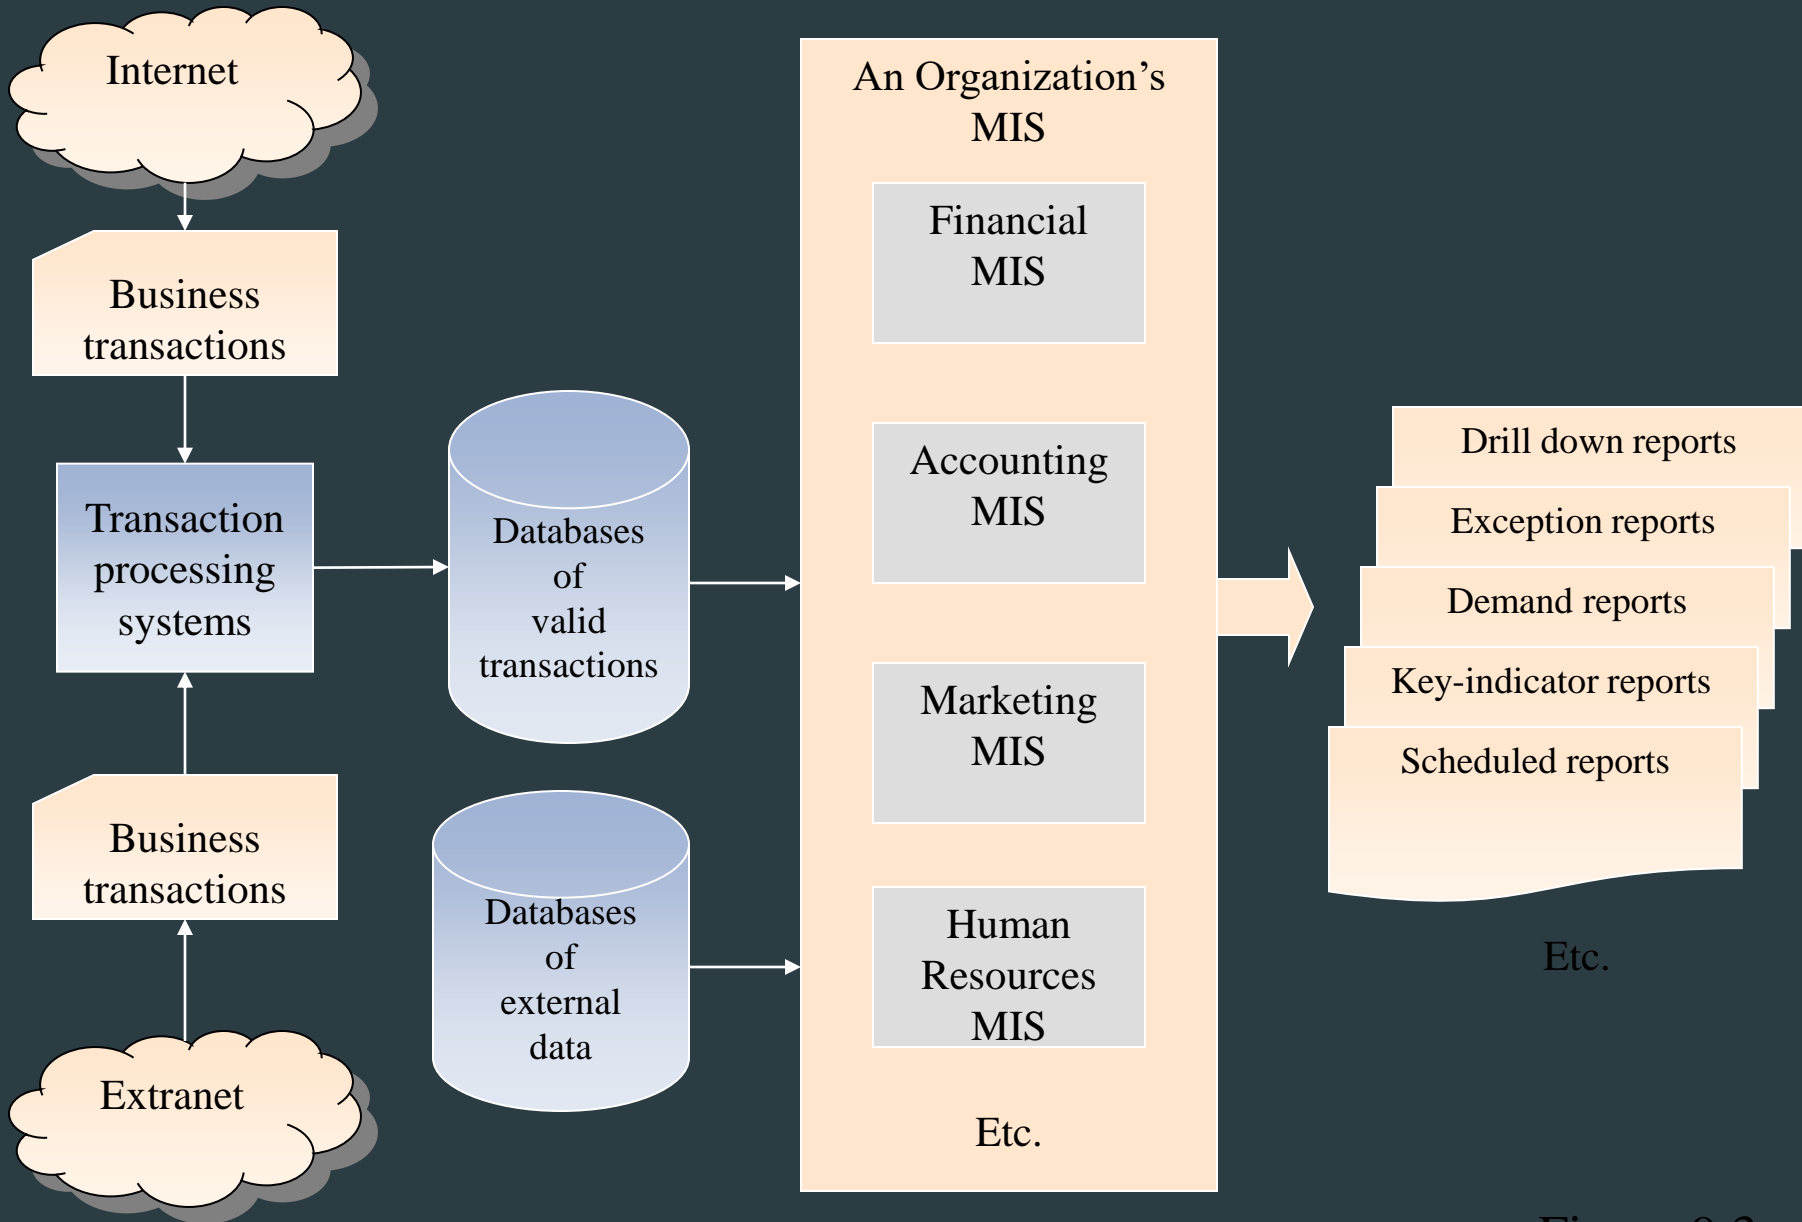 Internet
Business
transactions
Transaction
processing
systems
Business
transactions
Extranet
Databases
of
valid
transactions
Databases
of
external
data
An Organization’s
MIS
Financial
MIS
Accounting
MIS
Marketing
MIS
Human
Resources
MIS
Etc.
Drill down reports
Exception reports
Demand reports
Key-indicator reports
Scheduled reports
Etc.